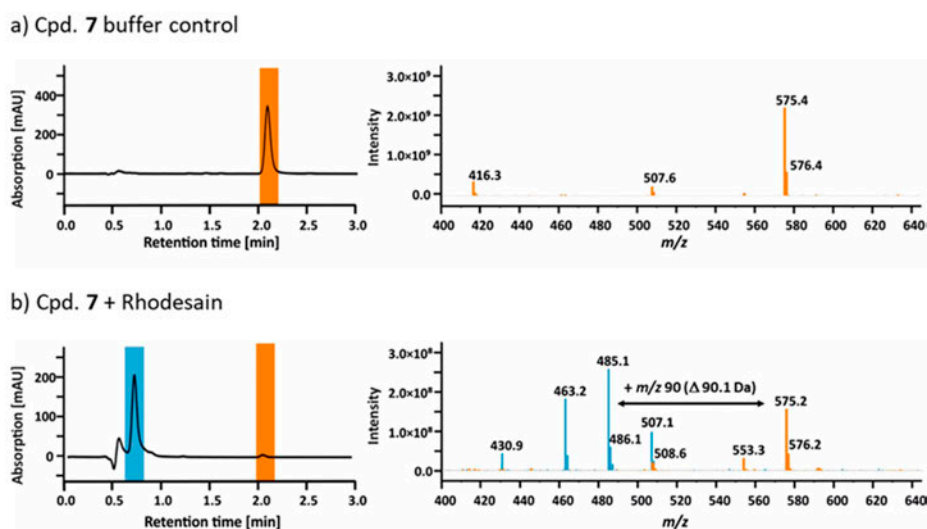 a) Cpd. 7 buffer control
Absorption [mAU]
400
200
0
0.0 0.5 1.0 1.5 2.0 2.5 3.0
Retention time [min]
Intensity
3.0×10⁹
1.0×10⁹
0.0
416.3
507.6
575.4
576.4
400 420 440 460 480 500 520 540 560 580 600 620 640
m/z
b) Cpd. 7 + Rhodesain
Absorption [mAU]
200
100
0
0.0 0.5 1.0 1.5 2.0 2.5 3.0
Retention time [min]
Intensity
3.0×10⁸
2.0×10⁸
1.0×10⁸
0.0
485.1
+ m/z 90 (Δ 90.1 Da)
463.2
575.2
486.1
507.1
430.9
508.6
553.3
576.2
400 420 440 460 480 500 520 540 560 580 600 620 640
m/z